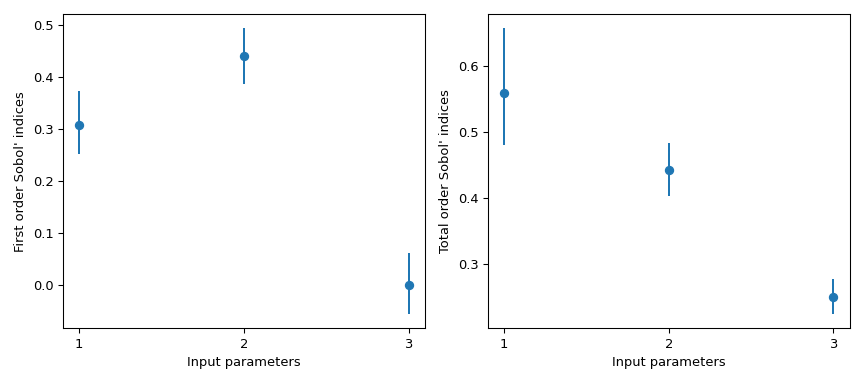 First order Sobol' indices
0.5
0.4
0.3
0.2
0.1
0.0
1 2 3
Input parameters
Total order Sobol' indices
0.6
0.5
0.4
0.3
1 2 3
Input parameters